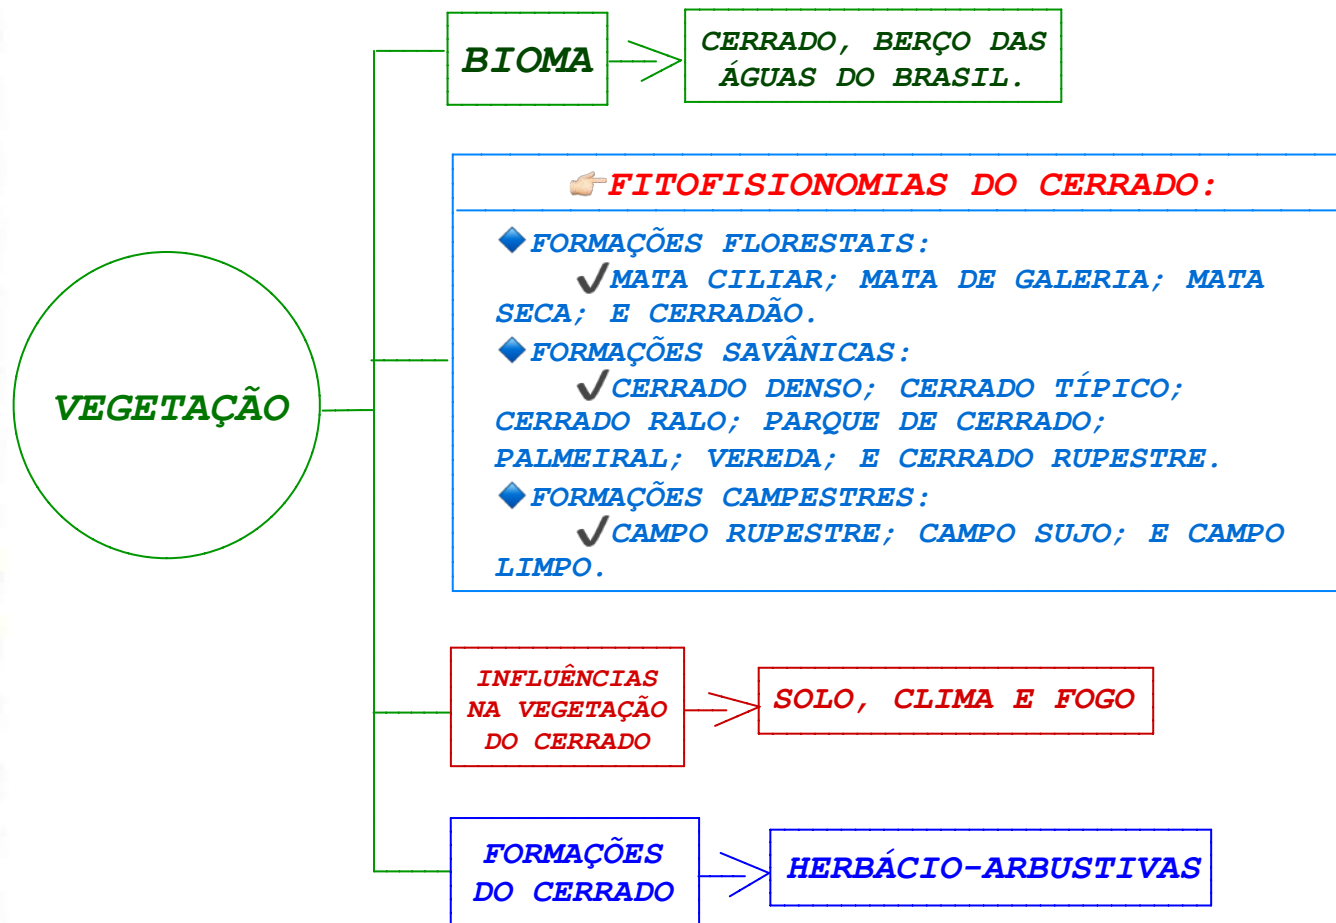 BIOMA
CERRADO, BERÇO DAS
ÁGUAS DO BRASIL.
👉🏻FITOFISIONOMIAS DO CERRADO:
🔷FORMAÇÕES FLORESTAIS:
✔MATA CILIAR; MATA DE GALERIA; MATA
SECA; E CERRADÃO.
🔷FORMAÇÕES SAVÂNICAS:
✔CERRADO DENSO; CERRADO TÍPICO;
CERRADO RALO; PARQUE DE CERRADO;
PALMEIRAL; VEREDA; E CERRADO RUPESTRE.
🔷FORMAÇÕES CAMPESTRES:
✔CAMPO RUPESTRE; CAMPO SUJO; E CAMPO
LIMPO.
VEGETAÇÃO
INFLUÊNCIAS
NA VEGETAÇÃO
DO CERRADO
SOLO, CLIMA E FOGO
FORMAÇÕES
DO CERRADO
HERBÁCIO-ARBUSTIVAS